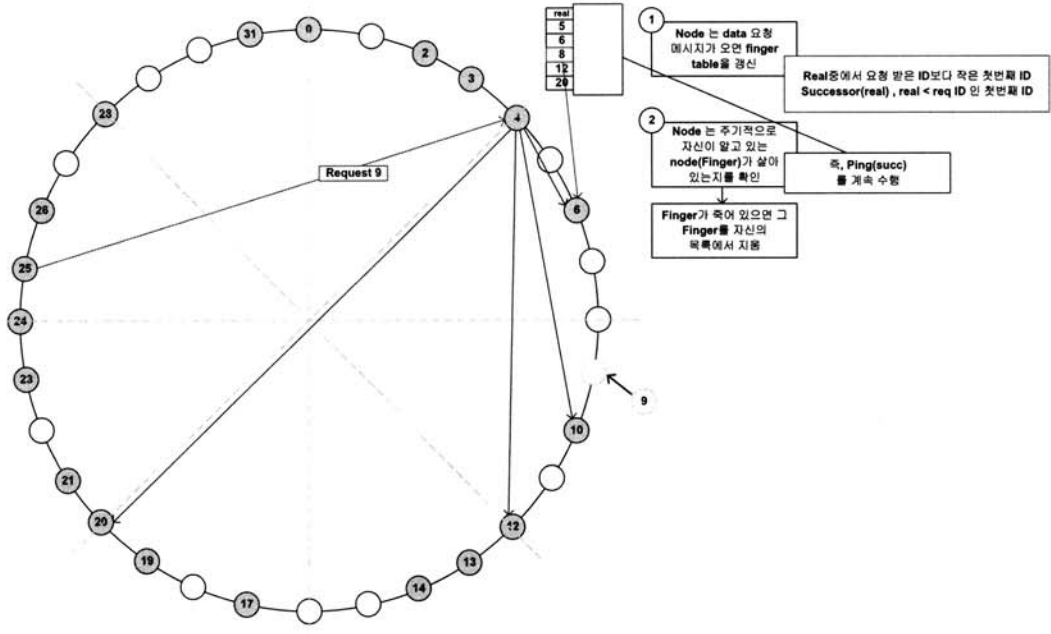 31
0
2
3
4
28
26
25
24
23
21
20
19
17
14
13
12
10
6
9
Request 9
real
5
6
8
12
20
1
Node 는 data 요청
메시지가 오면 finger
table을 갱신
Real중에서 요청 받은 ID보다 작은 첫번째 ID
Successor(real) , real < req ID 인 첫번째 ID
2
Node 는 주기적으로
자신이 알고 있는
node(Finger)가 살아
있는지를 확인
즉, Ping(succ)
를 계속 수행
Finger가 죽어 있으면 그
Finger를 자신의
목록에서 지움